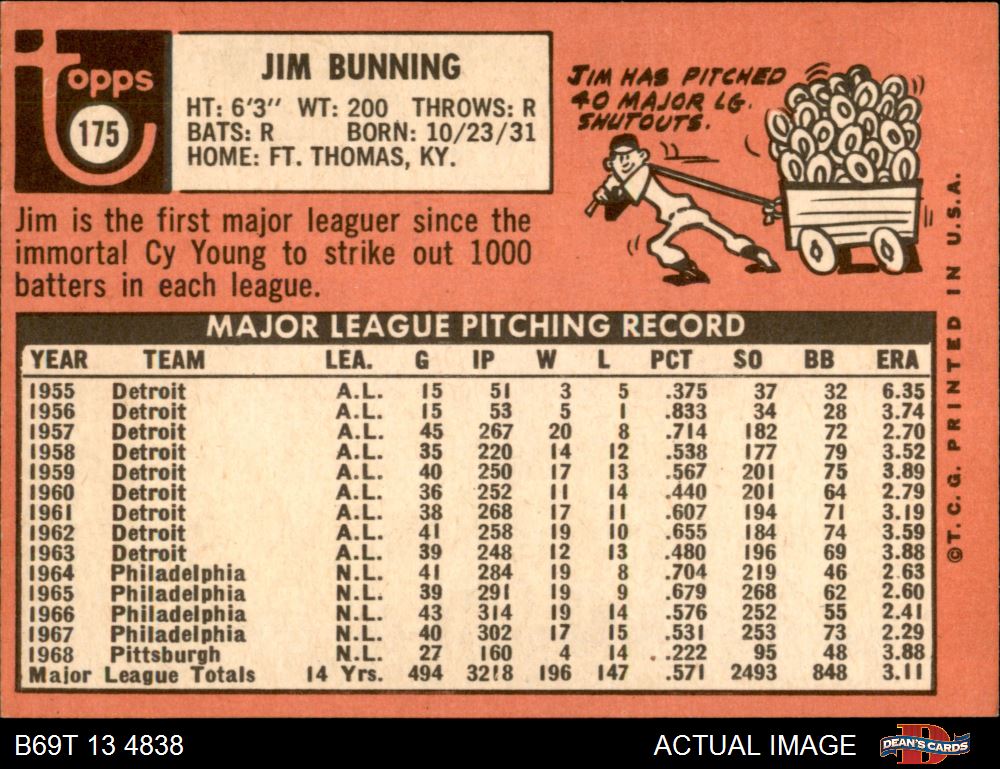 topps
175
JIM BUNNING
HT: 6'3" WT: 200 THROWS: R
BATS: R BORN: 10/23/31
HOME: FT. THOMAS, KY.
JIM HAS PITCHED
40 MAJOR LG.
SHUTOUTS.
Jim is the first major leaguer since the
immortal Cy Young to strike out 1000
batters in each league.
MAJOR LEAGUE PITCHING RECORD
YEAR TEAM LEA. G IP W L PCT SO BB ERA
1955 Detroit A.L. 15 51 3 5 .375 37 32 6.35
1956 Detroit A.L. 15 53 5 1 .833 34 28 3.74
1957 Detroit A.L. 45 267 20 8 .714 182 72 2.70
1958 Detroit A.L. 35 220 14 12 .538 177 79 3.52
1959 Detroit A.L. 40 250 17 13 .567 201 75 3.89
1960 Detroit A.L. 36 252 11 14 .440 201 64 2.79
1961 Detroit A.L. 38 268 17 11 .607 194 71 3.19
1962 Detroit A.L. 41 258 19 10 .655 184 74 3.59
1963 Detroit A.L. 39 248 12 13 .480 196 69 3.88
1964 Philadelphia N.L. 41 284 19 8 .704 219 46 2.63
1965 Philadelphia N.L. 39 291 19 9 .679 268 62 2.60
1966 Philadelphia N.L. 43 314 19 14 .576 252 55 2.41
1967 Philadelphia N.L. 40 302 17 15 .531 253 73 2.29
1968 Pittsburgh N.L. 27 160 4 14 .222 95 48 3.88
Major League Totals 14 Yrs. 494 3218 196 147 .571 2493 848 3.11
©T. C. G. PRINTED IN U.S.A.
B69T 13 4838
ACTUAL IMAGE
DEAN'S CARDS